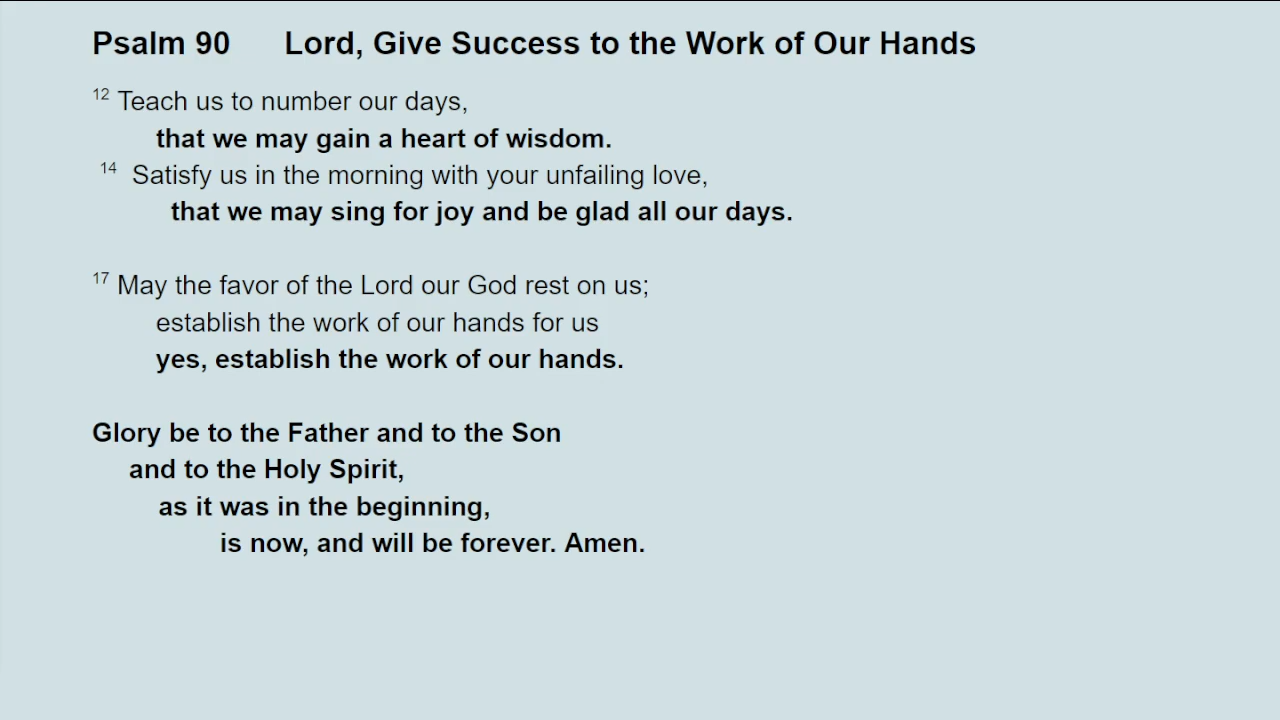 Psalm 90 Lord, Give Success to the Work of Our Hands
12 Teach us to number our days,
that we may gain a heart of wisdom.
14 Satisfy us in the morning with your unfailing love,
that we may sing for joy and be glad all our days.
17 May the favor of the Lord our God rest on us;
establish the work of our hands for us
yes, establish the work of our hands.
Glory be to the Father and to the Son
and to the Holy Spirit,
as it was in the beginning,
is now, and will be forever. Amen.